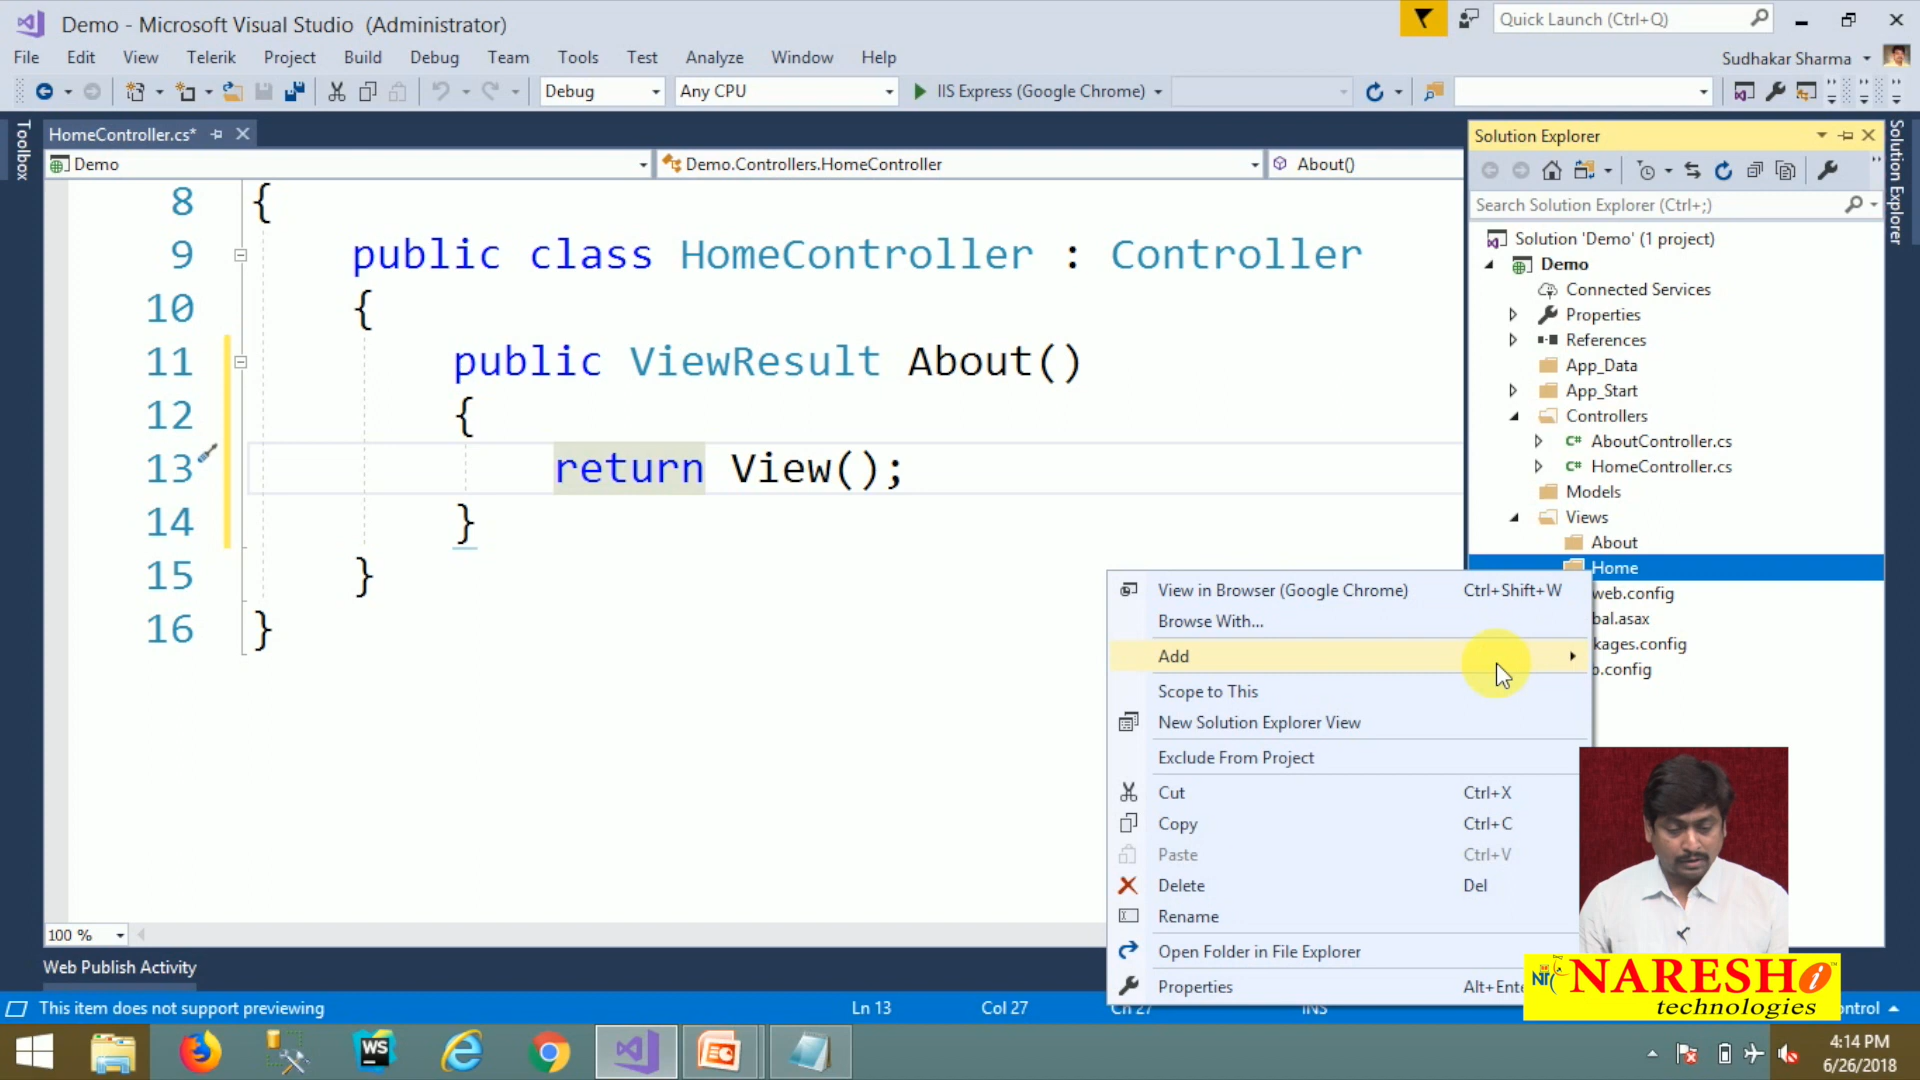 Demo - Microsoft Visual Studio (Administrator)
Quick Launch (Ctrl+Q)
File Edit View Telerik Project Build Debug Team Tools Test Analyze Window Help
Sudhakar Sharma
Debug
Any CPU
IIS Express (Google Chrome)
Toolbox
HomeController.cs*
Demo
Demo.Controllers.HomeController
About()
8 {
9 public class HomeController : Controller
10 {
11 public ViewResult About()
12 {
13 return View();
14 }
15 }
16 }
Solution Explorer
Search Solution Explorer (Ctrl+;)
Solution 'Demo' (1 project)
Demo
Connected Services
Properties
References
App_Data
App_Start
Controllers
C# AboutController.cs
C# HomeController.cs
Models
Views
About
Home
web.config
bal.asax
kages.config
b.config
Solution Explorer
View in Browser (Google Chrome) Ctrl+Shift+W
Browse With...
Add
Scope to This
New Solution Explorer View
Exclude From Project
Cut Ctrl+X
Copy Ctrl+C
Paste Ctrl+V
Delete Del
Rename
Open Folder in File Explorer
Properties Alt+Ente
100 %
Web Publish Activity
This item does not support previewing
Ln 13
Col 27
Ch 27
INS
ontrol
NARESH i
technologies
WS
4:14 PM
6/26/2018